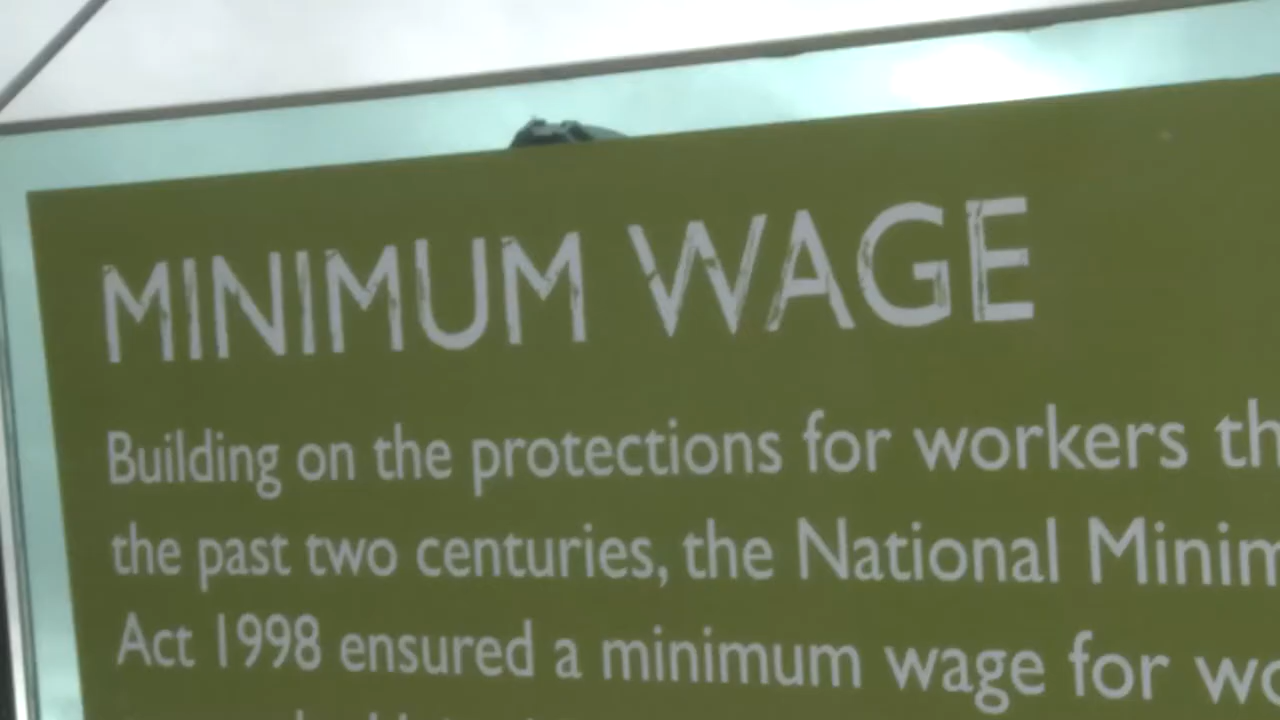 MINIMUM WAGE
Building on the protections for workers th
the past two centuries, the National Minim
Act 1998 ensured a minimum wage for wo